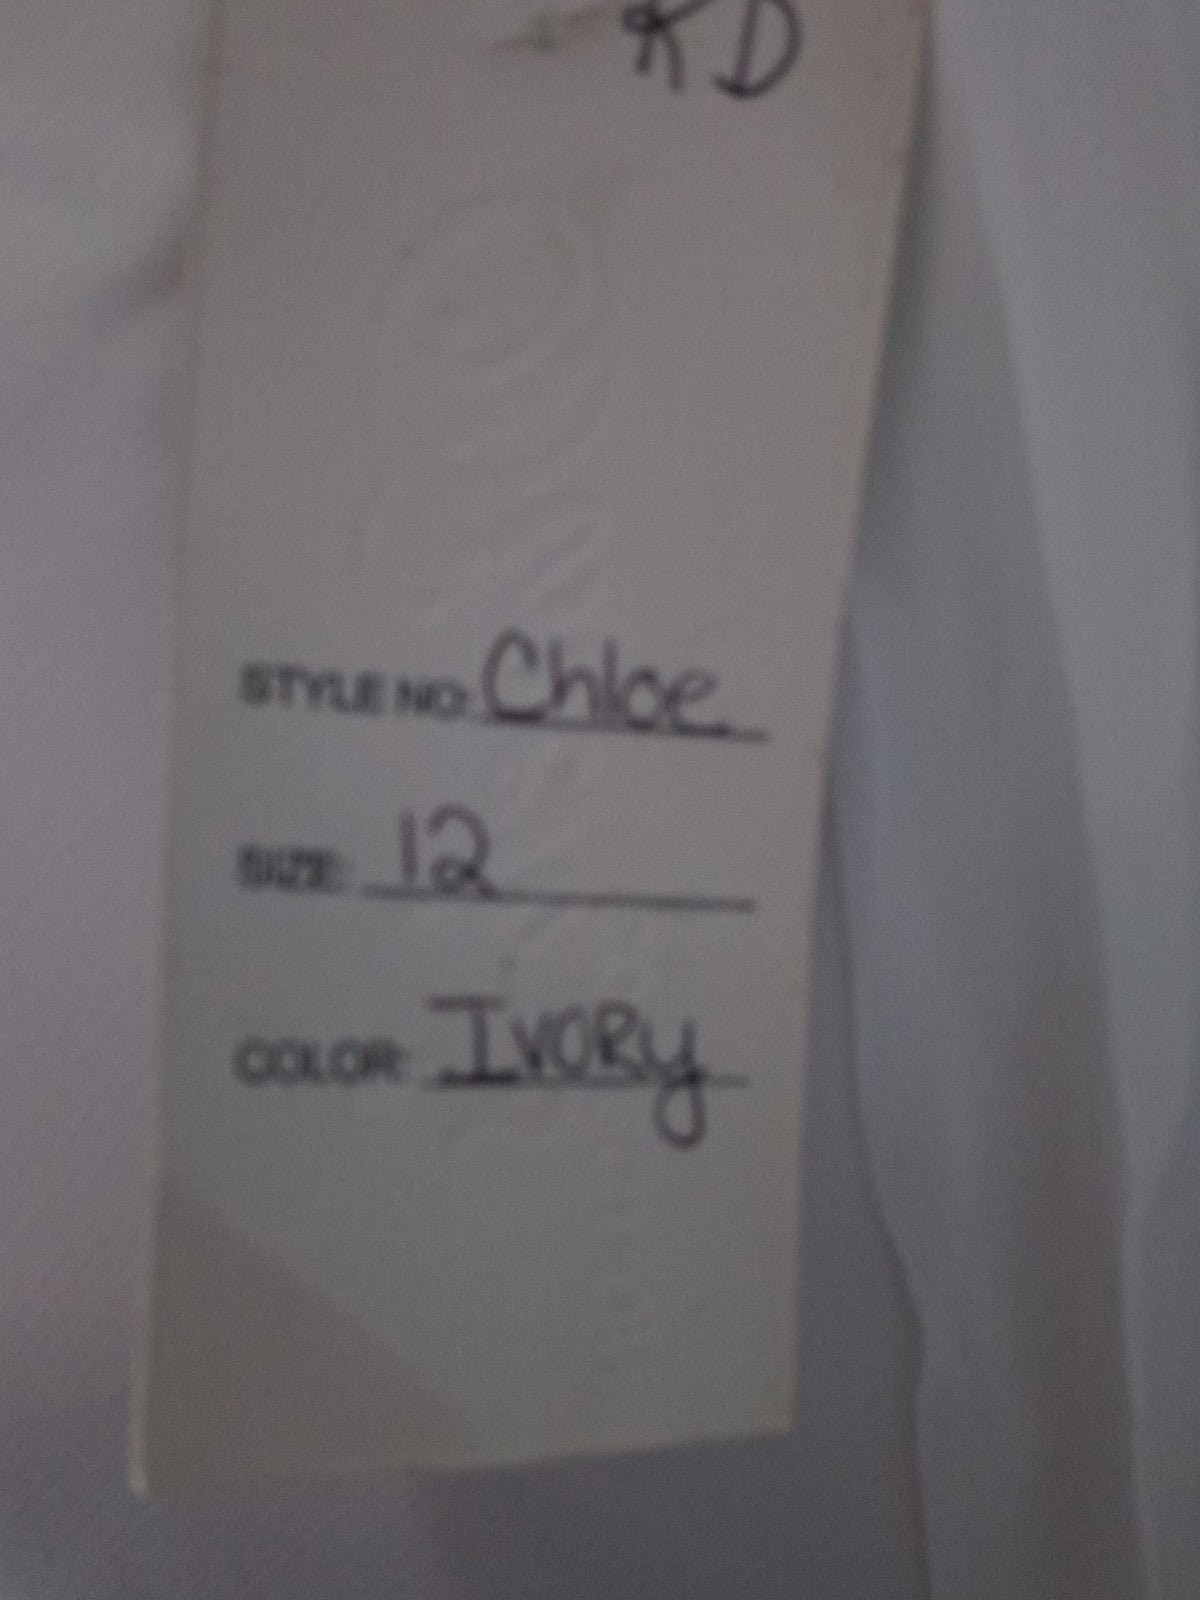 KD
STYLE NO: Chloe
SIZE: 12
COLOR: Ivory